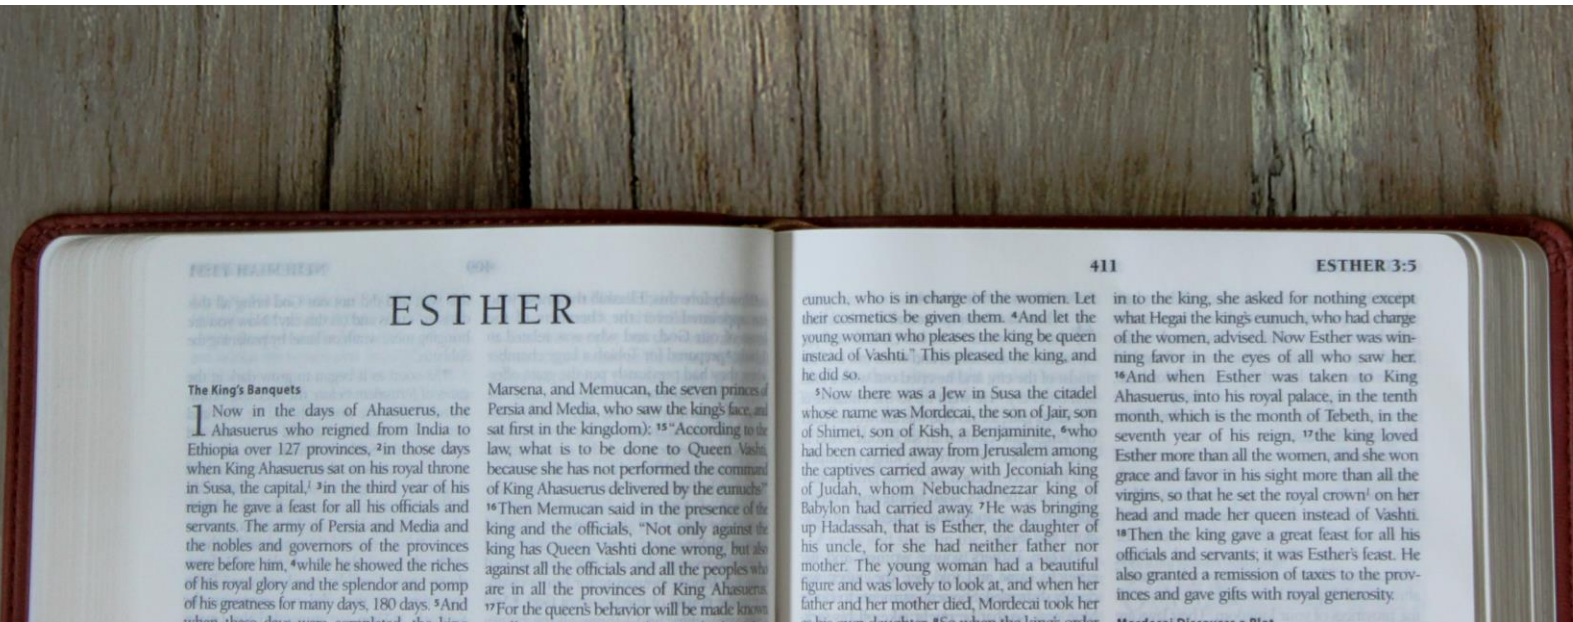 ESTHER
The King's Banquets
1 Now in the days of Ahasuerus, the
Ahasuerus who reigned from India to
Ethiopia over 127 provinces, ²in those days
when King Ahasuerus sat on his royal throne
in Susa, the capital,¹ ³in the third year of his
reign he gave a feast for all his officials and
servants. The army of Persia and Media and
the nobles and governors of the provinces
were before him, ⁴while he showed the riches
of his royal glory and the splendor and pomp
of his greatness for many days, 180 days. ⁵And
Marsena, and Memucan, the seven princes of
Persia and Media, who saw the king's face, and
sat first in the kingdom): ¹⁵“According to the
law, what is to be done to Queen Vashti,
because she has not performed the command
of King Ahasuerus delivered by the eunuchs?”
¹⁶Then Memucan said in the presence of the
king and the officials, “Not only against the
king has Queen Vashti done wrong, but also
against all the officials and all the peoples who
are in all the provinces of King Ahasuerus.
¹⁷For the queen's behavior will be made known
411
ESTHER 3:5
eunuch, who is in charge of the women. Let
their cosmetics be given them. ⁴And let the
young woman who pleases the king be queen
instead of Vashti.” This pleased the king, and
he did so.
⁵Now there was a Jew in Susa the citadel
whose name was Mordecai, the son of Jair, son
of Shimei, son of Kish, a Benjaminite, ⁶who
had been carried away from Jerusalem among
the captives carried away with Jeconiah king
of Judah, whom Nebuchadnezzar king of
Babylon had carried away. ⁷He was bringing
up Hadassah, that is Esther, the daughter of
his uncle, for she had neither father nor
mother. The young woman had a beautiful
figure and was lovely to look at, and when her
father and her mother died, Mordecai took her
in to the king, she asked for nothing except
what Hegai the king's eunuch, who had charge
of the women, advised. Now Esther was win-
ning favor in the eyes of all who saw her.
¹⁶And when Esther was taken to King
Ahasuerus, into his royal palace, in the tenth
month, which is the month of Tebeth, in the
seventh year of his reign, ¹⁷the king loved
Esther more than all the women, and she won
grace and favor in his sight more than all the
virgins, so that he set the royal crown¹ on her
head and made her queen instead of Vashti.
¹⁸Then the king gave a great feast for all his
officials and servants; it was Esther's feast. He
also granted a remission of taxes to the prov-
inces and gave gifts with royal generosity.